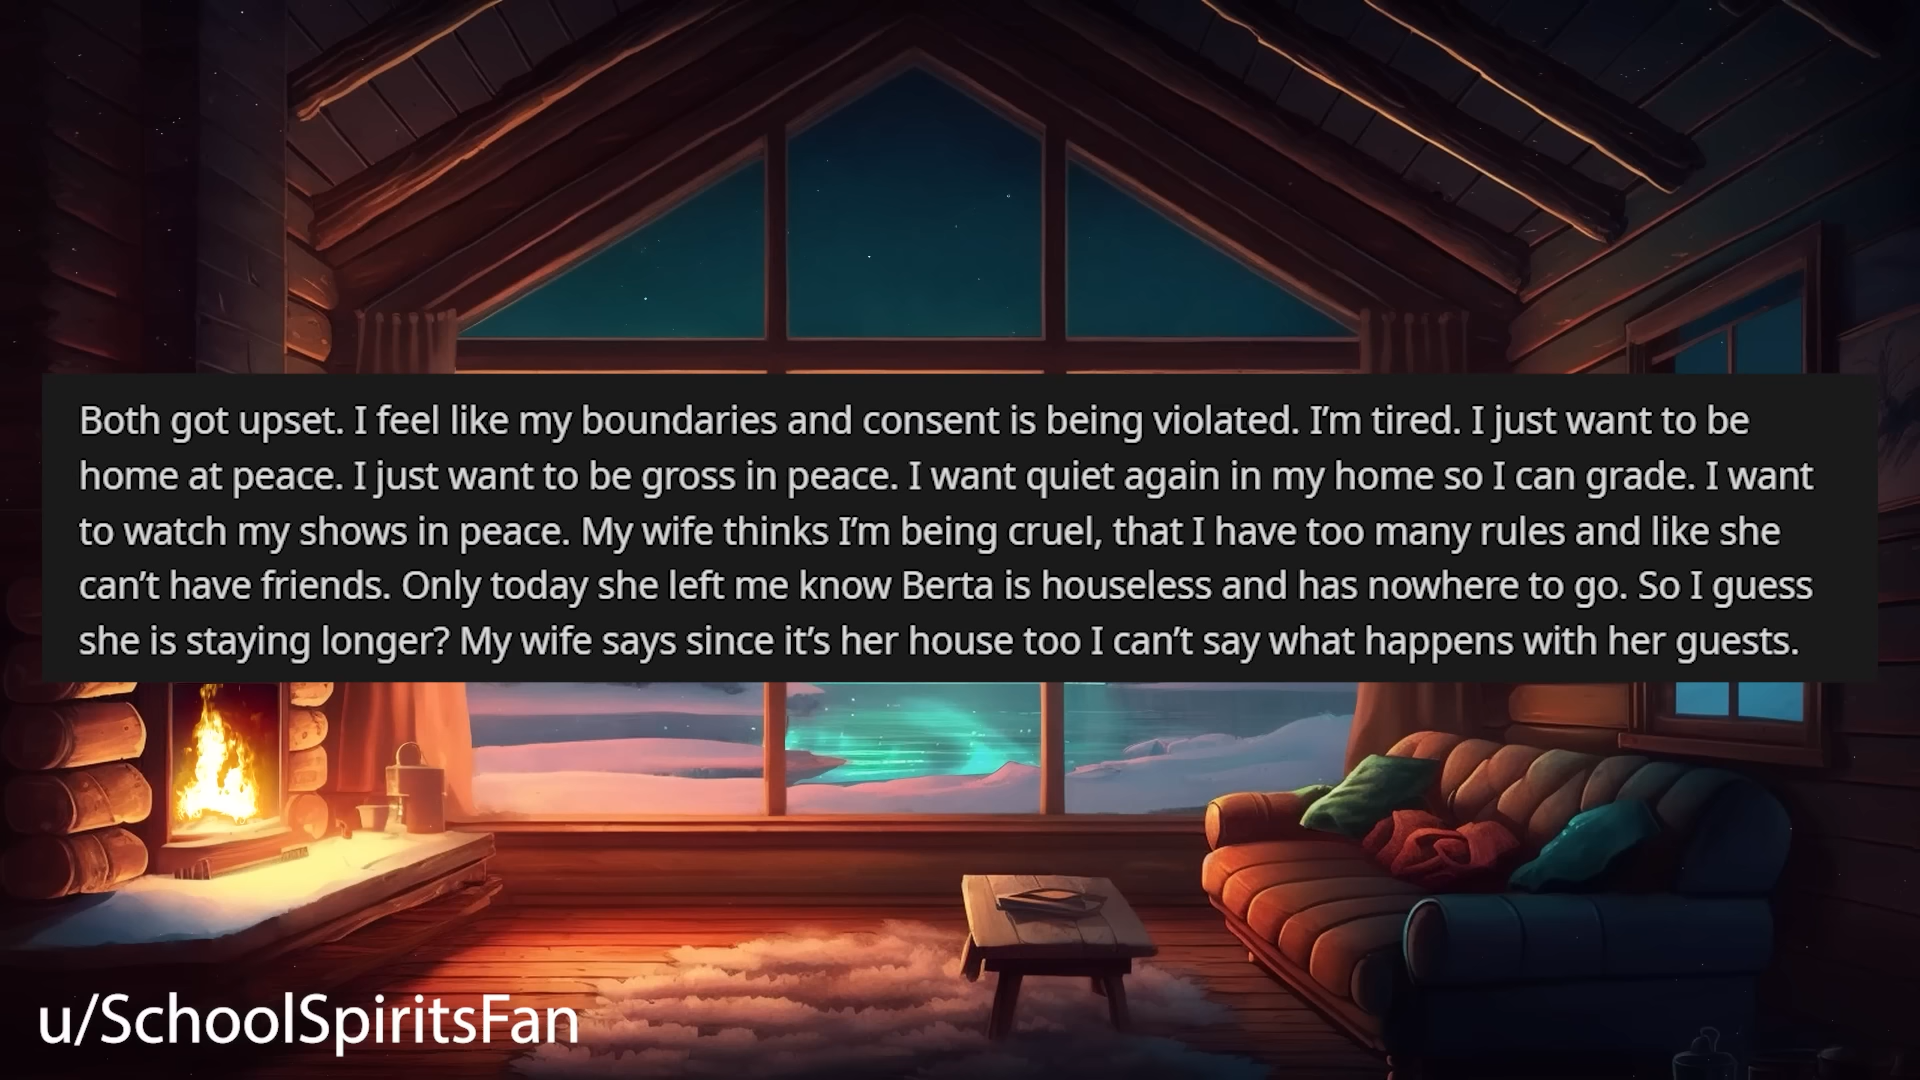 Both got upset. I feel like my boundaries and consent is being violated. I’m tired. I just want to be
home at peace. I just want to be gross in peace. I want quiet again in my home so I can grade. I want
to watch my shows in peace. My wife thinks I’m being cruel, that I have too many rules and like she
can’t have friends. Only today she left me know Berta is houseless and has nowhere to go. So I guess
she is staying longer? My wife says since it’s her house too I can’t say what happens with her guests.
u/SchoolSpiritsFan